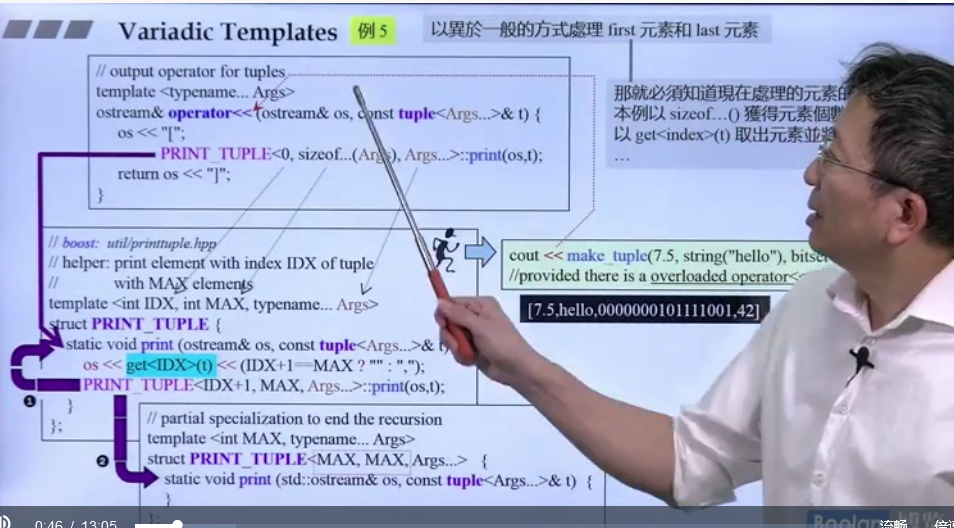 Variadic Templates 例 5 以異於一般的方式處理 first 元素和 last 元素
// output operator for tuples
template <typename... Args>
ostream& operator<< (ostream& os, const tuple<Args...>& t) {
os << "[";
PRINT_TUPLE<0, sizeof...(Args), Args...>::print(os,t);
return os << "]";
}
那就必須知道現在處理的元素的
本例以 sizeof…() 獲得元素個數
以 get<index>(t) 取出元素並將
…
// boost: util/printtuple.hpp
// helper: print element with index IDX of tuple
// with MAX elements
template <int IDX, int MAX, typename... Args>
struct PRINT_TUPLE {
static void print (ostream& os, const tuple<Args...>& t)
os << get<IDX>(t) << (IDX+1==MAX ? "" : ",");
PRINT_TUPLE<IDX+1, MAX, Args...>::print(os,t);
}
};
cout << make_tuple(7.5, string("hello"), bitse
//provided there is a overloaded operator<<
[7.5,hello,0000000101111001,42]
❶
❷
// partial specialization to end the recursion
template <int MAX, typename... Args>
struct PRINT_TUPLE<MAX, MAX, Args...> {
static void print (std::ostream& os, const tuple<Args...>& t) {
}
};
0:46 / 13:05
Boolan 博览
流畅 倍速